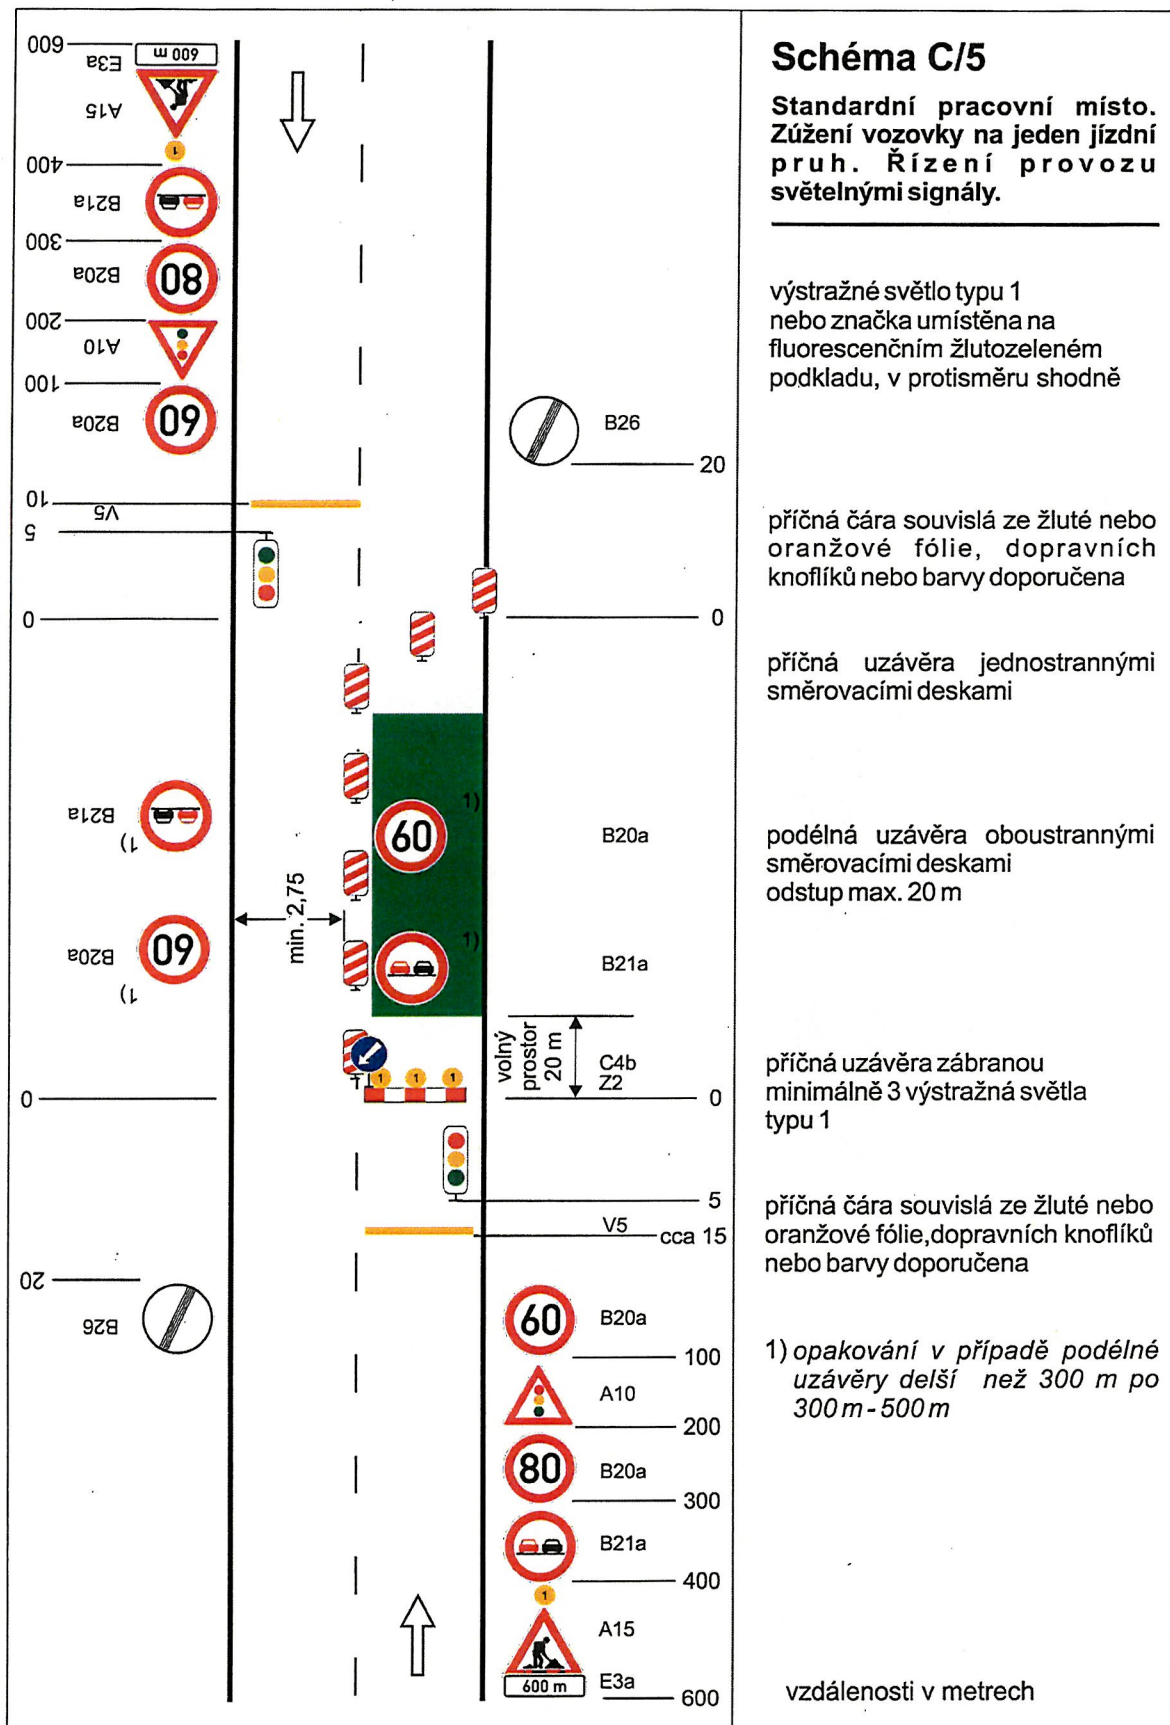 Schéma C/5
Standardní pracovní místo.
Zúžení vozovky na jeden jízdní
pruh. Řízení provozu
světelnými signály.
výstražné světlo typu 1
nebo značka umístěna na
fluorescenčním žlutozeleném
podkladu, v protisměru shodně
příčná čára souvislá ze žluté nebo
oranžové fólie, dopravních
knoflíků nebo barvy doporučena
příčná uzávěra jednostrannými
směrovacími deskami
podélná uzávěra oboustrannými
směrovacími deskami
odstup max. 20 m
příčná uzávěra zábranou
minimálně 3 výstražná světla
typu 1
příčná čára souvislá ze žluté nebo
oranžové fólie,dopravních knoflíků
nebo barvy doporučena
1) opakování v případě podélné
uzávěry delší než 300 m po
300 m - 500 m
vzdálenosti v metrech
600
E3a
600 m
A15
1
400
B21a
300
B20a
80
200
A10
100
B20a
60
10
V5
5
0
B21a
1)
B20a
60
1)
min. 2,75
0
20
B26
B26
20
0
1)
60
B20a
1)
B21a
volný
prostor
20 m
C4b
Z2
1 1 1
0
5
V5
cca 15
60
B20a
100
A10
200
80
B20a
300
B21a
400
1
A15
600 m
E3a
600